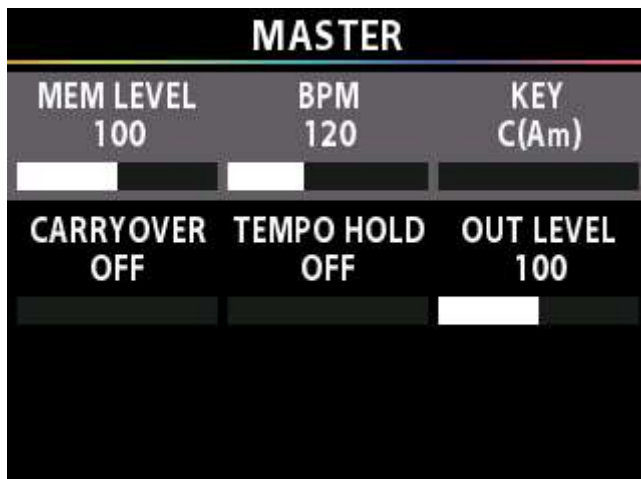 MASTER
MEM LEVEL BPM KEY
100 120 C(Am)
CARRYOVER TEMPO HOLD OUT LEVEL
OFF OFF 100